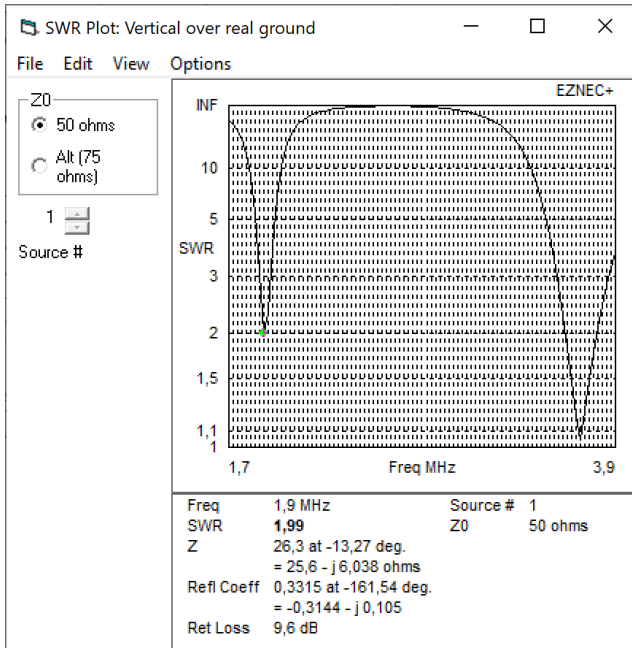 SWR Plot: Vertical over real ground
File Edit View Options
Z0
50 ohms
Alt (75
ohms)
1
Source #
EZNEC+
INF
10
5
SWR
3
2
1,5
1,1
1
1,7 Freq MHz 3,9
Freq 1,9 MHz Source # 1
SWR 1,99 Z0 50 ohms
Z 26,3 at -13,27 deg.
= 25,6 - j 6,038 ohms
Refl Coeff 0,3315 at -161,54 deg.
= -0,3144 - j 0,105
Ret Loss 9,6 dB